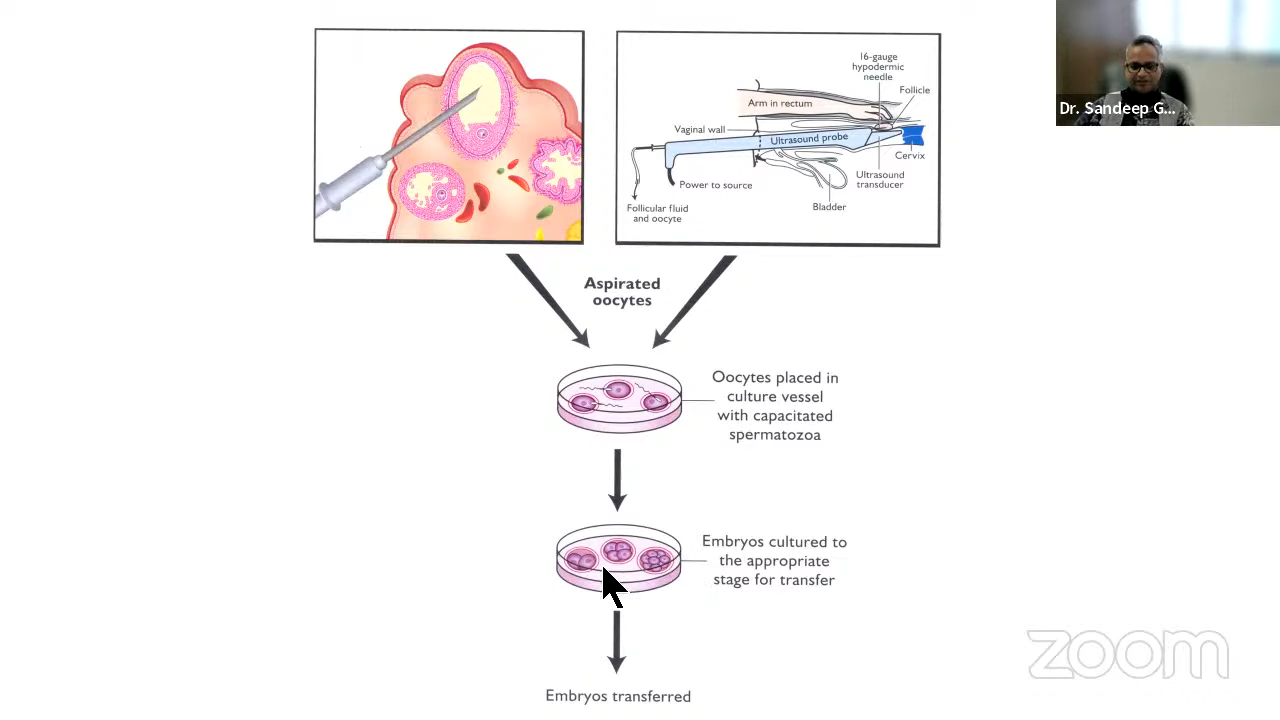 16-gauge
hypodermic
needle
Follicle
Arm in rectum
Vaginal wall
Ultrasound probe
Cervix
Ultrasound
transducer
Power to source
Bladder
Follicular fluid
and oocyte
Dr. Sandeep G...
Aspirated
oocytes
Oocytes placed in
culture vessel
with capacitated
spermatozoa
Embryos cultured to
the appropriate
stage for transfer
zoom
Embryos transferred